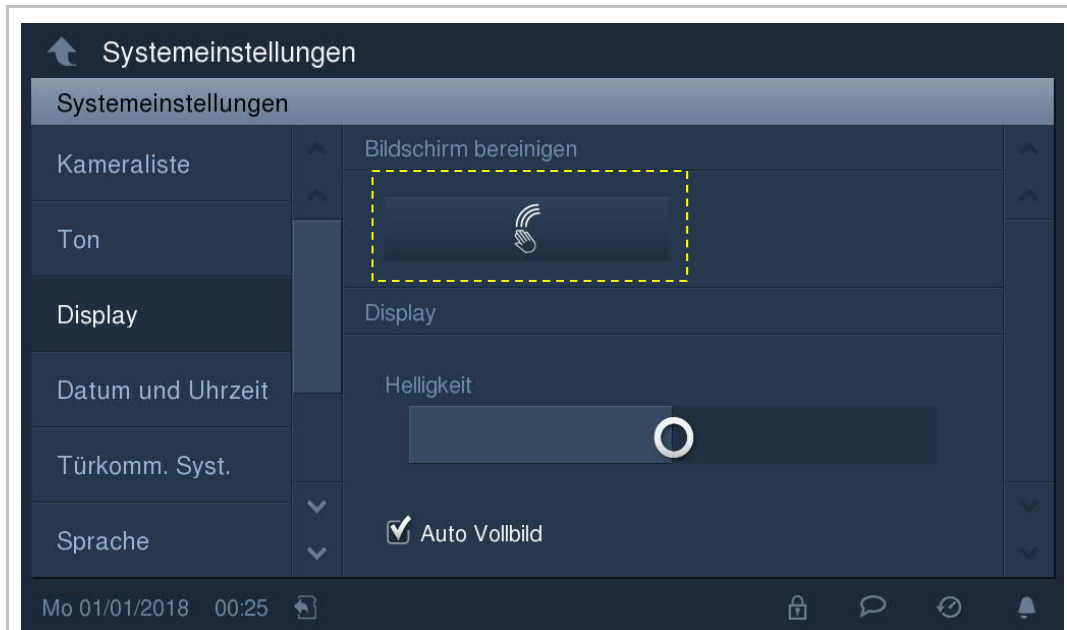 Systemeinstellungen
Systemeinstellungen
Kameraliste
Ton
Display
Datum und Uhrzeit
Türkomm. Syst.
Sprache
Bildschirm bereinigen
Display
Helligkeit
Auto Vollbild
Mo 01/01/2018 00:25